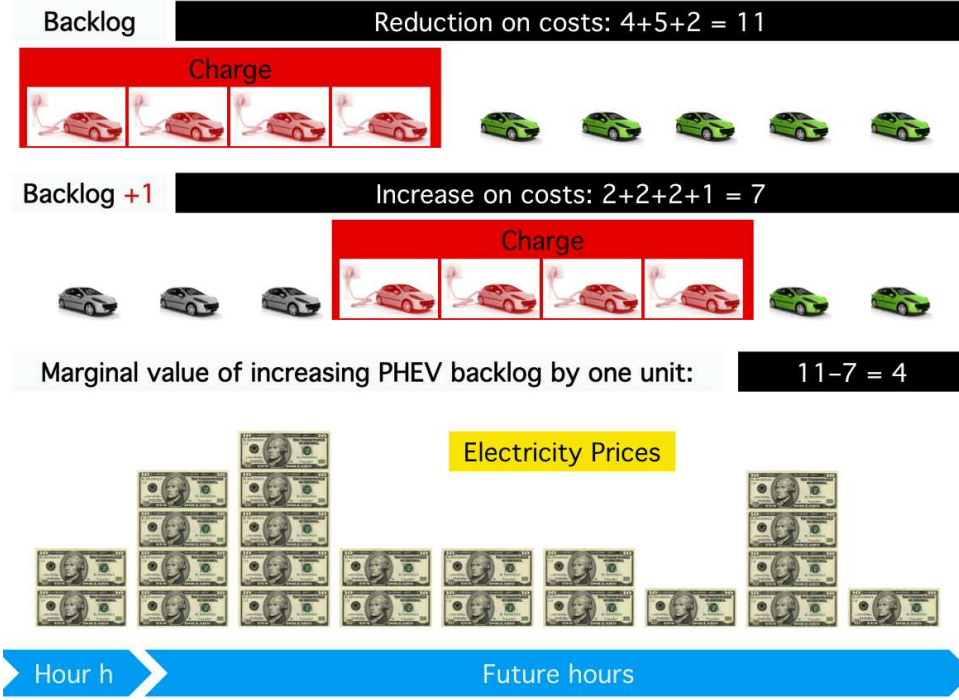 Backlog
Reduction on costs: 4+5+2 = 11
Charge
Backlog +1
Increase on costs: 2+2+2+1 = 7
Charge
Marginal value of increasing PHEV backlog by one unit:
11–7 = 4
Electricity Prices
Hour h
Future hours